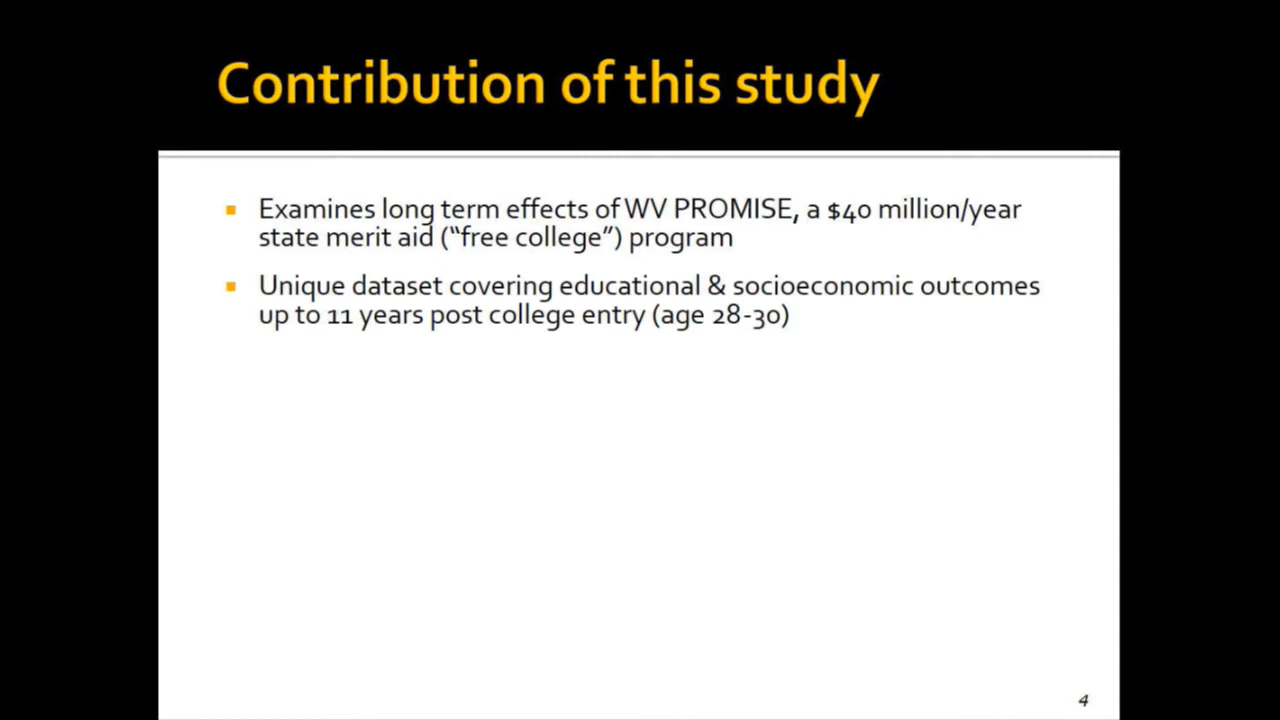 Contribution of this study
Examines long term effects of WV PROMISE, a $40 million/year
state merit aid (“free college”) program
Unique dataset covering educational & socioeconomic outcomes
up to 11 years post college entry (age 28-30)
4